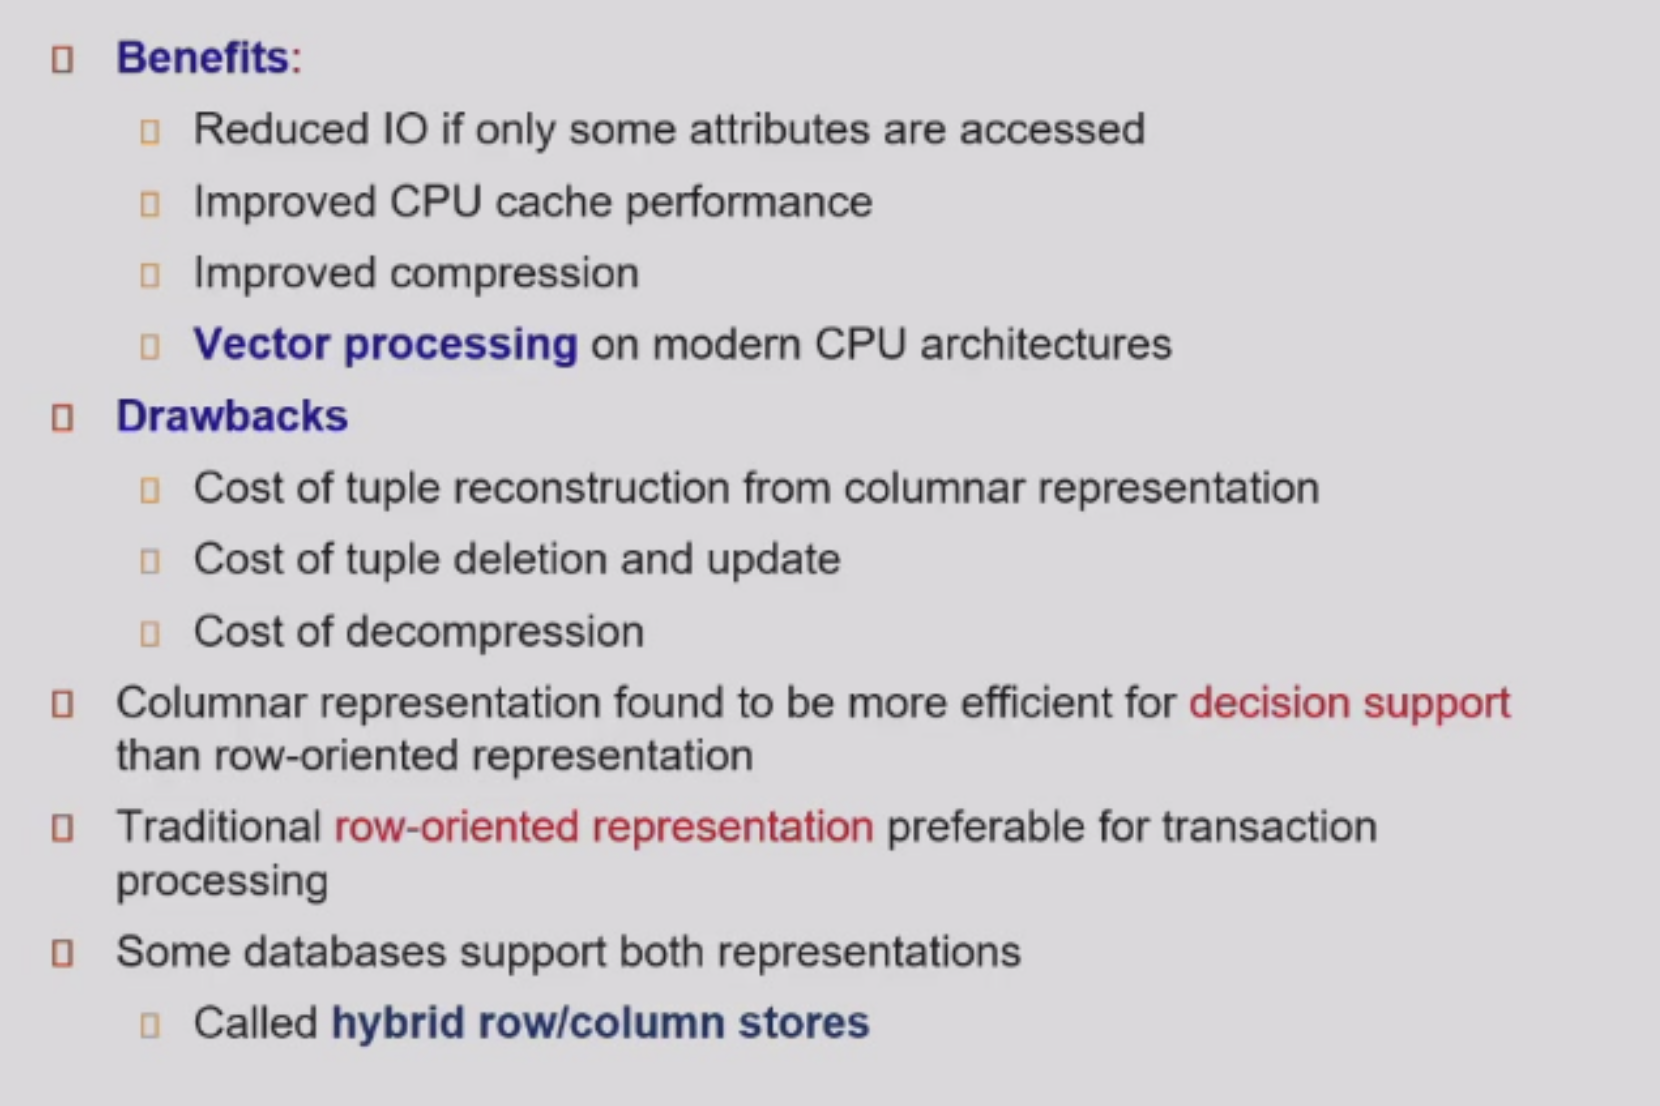 Benefits:
Reduced IO if only some attributes are accessed
Improved CPU cache performance
Improved compression
Vector processing on modern CPU architectures
Drawbacks
Cost of tuple reconstruction from columnar representation
Cost of tuple deletion and update
Cost of decompression
Columnar representation found to be more efficient for decision support
than row-oriented representation
Traditional row-oriented representation preferable for transaction
processing
Some databases support both representations
Called hybrid row/column stores